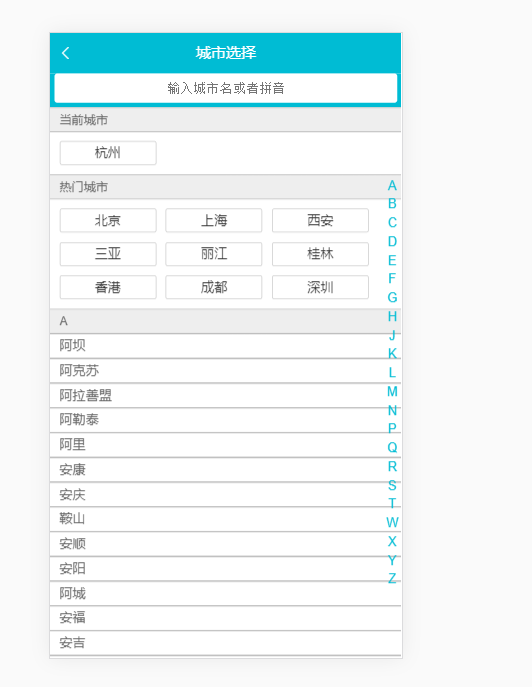 城市选择
输入城市名或者拼音
当前城市
杭州
热门城市
北京 上海 西安
三亚 丽江 桂林
香港 成都 深圳
A
阿坝
阿克苏
阿拉善盟
阿勒泰
阿里
安康
安庆
鞍山
安顺
安阳
阿城
安福
安吉
A
B
C
D
E
F
G
H
J
K
L
M
N
P
Q
R
S
T
W
X
Y
Z